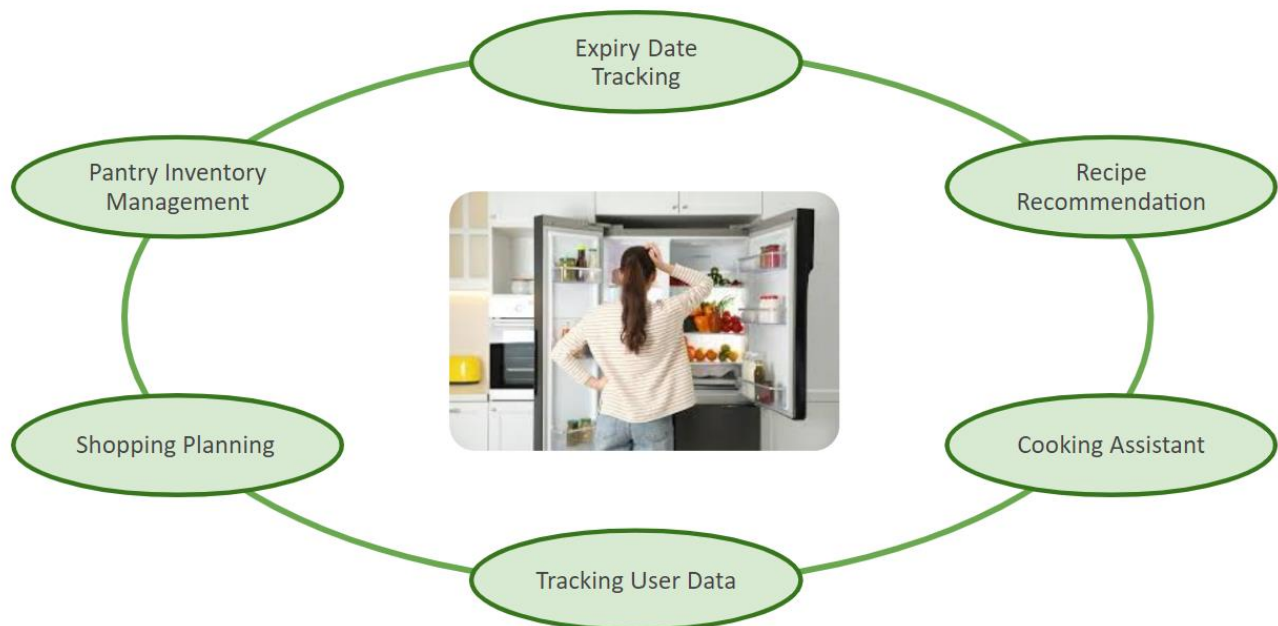 Expiry Date
Tracking
Pantry Inventory
Management
Recipe
Recommendation
Shopping Planning
Cooking Assistant
Tracking User Data